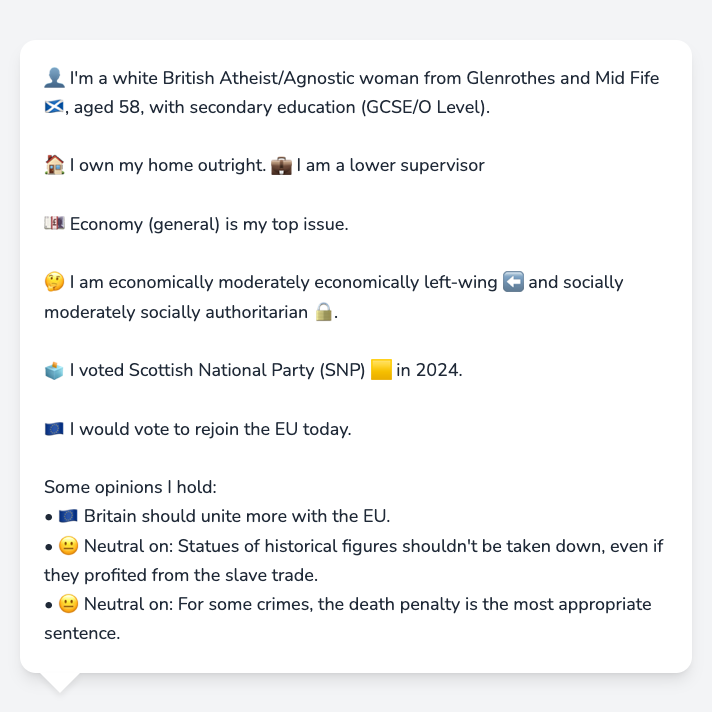 👤 I'm a white British Atheist/Agnostic woman from Glenrothes and Mid Fife
🏴󠁧󠁢󠁳󠁣󠁴󠁿, aged 58, with secondary education (GCSE/O Level).
🏠 I own my home outright. 💼 I am a lower supervisor
💷 Economy (general) is my top issue.
🤔 I am economically moderately economically left-wing ⬅️ and socially
moderately socially authoritarian 🔒.
🗳️ I voted Scottish National Party (SNP) 🟨 in 2024.
🇪🇺 I would vote to rejoin the EU today.
Some opinions I hold:
• 🇪🇺 Britain should unite more with the EU.
• 😐 Neutral on: Statues of historical figures shouldn't be taken down, even if
they profited from the slave trade.
• 😐 Neutral on: For some crimes, the death penalty is the most appropriate
sentence.